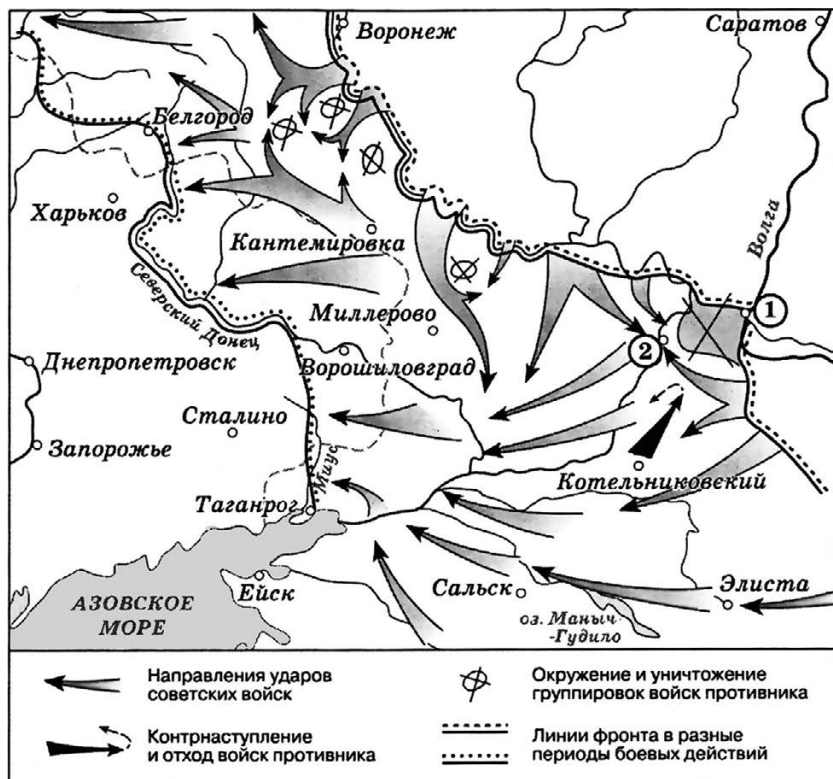 Воронеж
Саратов
Белгород
Харьков
Волга
Кантемировка
Северский Донец
Миллерово
1
2
Днепропетровск
Ворошиловград
Сталино
Запорожье
Миус
Котельниковский
Таганрог
Ейск
Сальск
Элиста
АЗОВСКОЕ
МОРЕ
оз. Маныч
-Гудило
Направления ударов
советских войск
Окружение и уничтожение
группировок войск противника
Контрнаступление
и отход войск противника
Линии фронта в разные
периоды боевых действий